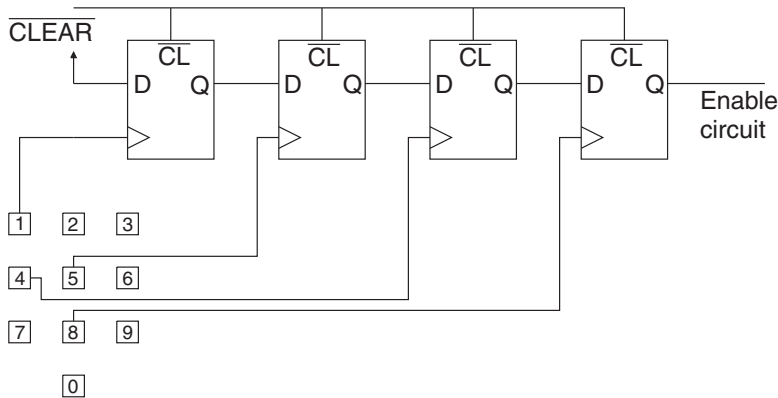 CLEAR
CL CL CL CL
D Q D Q D Q D Q
Enable
circuit
1 2 3
4 5 6
7 8 9
0